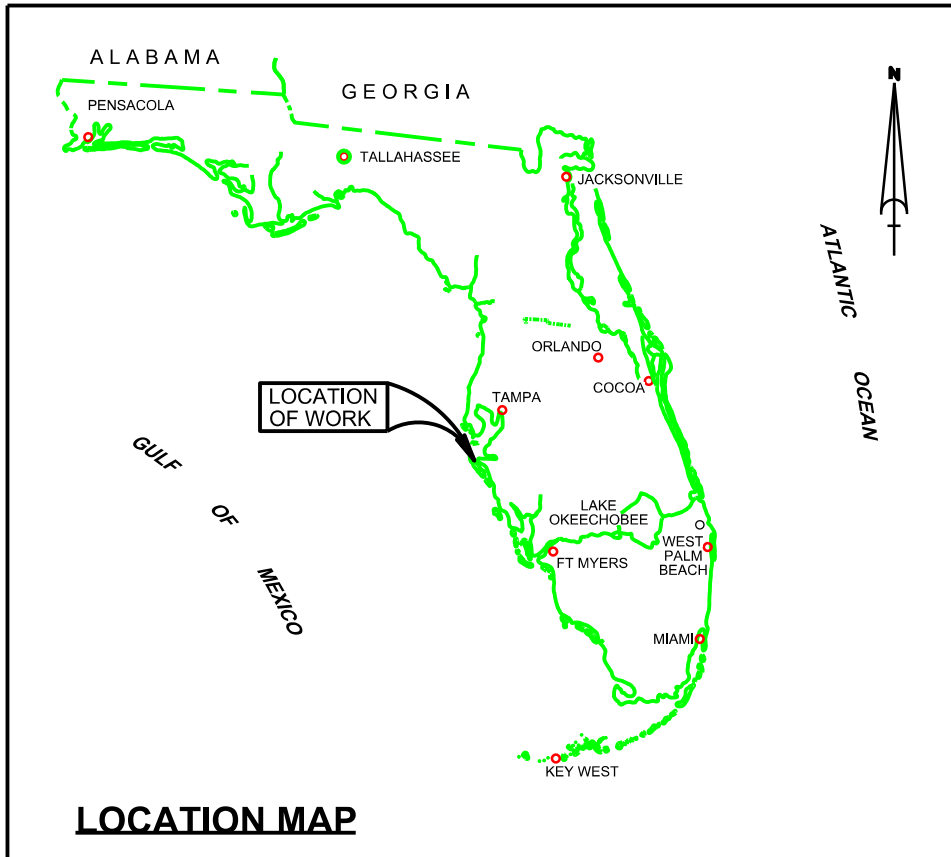 ALABAMA
GEORGIA
N
PENSACOLA
TALLAHASSEE
JACKSONVILLE
ATLANTIC
OCEAN
ORLANDO
COCOA
TAMPA
LOCATION
OF WORK
GULF
OF
MEXICO
LAKE
OKEECHOBEE
WEST
PALM
BEACH
FT MYERS
MIAMI
KEY WEST
LOCATION MAP